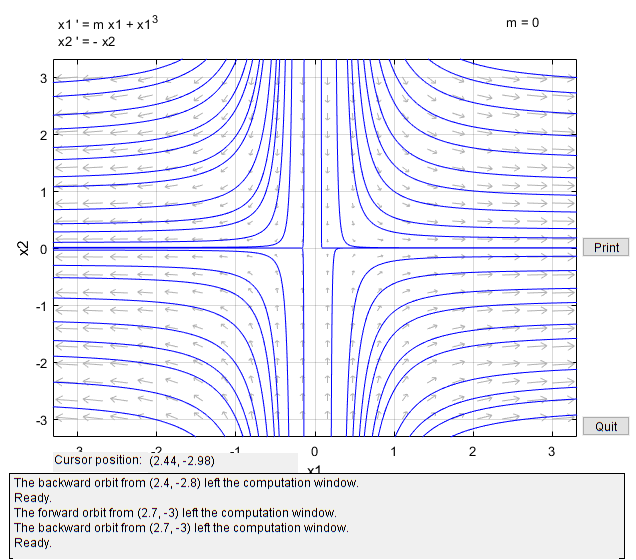 x1 ' = m x1 + x1³
m = 0
x2 ' = - x2
3
2
1
0
-1
-2
-3
x2
Print
Quit
-3 -2 -1 0 1 2 3
x1
Cursor position: (2.44, -2.98)
The backward orbit from (2.4, -2.8) left the computation window.
Ready.
The forward orbit from (2.7, -3) left the computation window.
The backward orbit from (2.7, -3) left the computation window.
Ready.